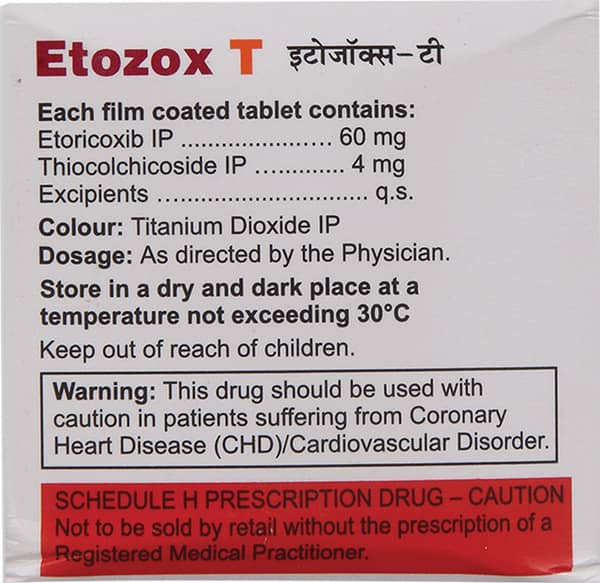 Etozox T इटोजॉक्स-टी
Each film coated tablet contains:
Etoricoxib IP ........................ 60 mg
Thiocolchicoside IP .............. 4 mg
Excipients .................................. q.s.
Colour: Titanium Dioxide IP
Dosage: As directed by the Physician.
Store in a dry and dark place at a
temperature not exceeding 30°C
Keep out of reach of children.
Warning: This drug should be used with
caution in patients suffering from Coronary
Heart Disease (CHD)/Cardiovascular Disorder.
SCHEDULE H PRESCRIPTION DRUG – CAUTION
Not to be sold by retail without the prescription of a
Registered Medical Practitioner.